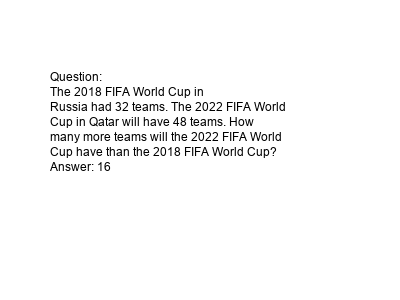 Question:
The 2018 FIFA World Cup in
Russia had 32 teams. The 2022 FIFA World
Cup in Qatar will have 48 teams. How
many more teams will the 2022 FIFA World
Cup have than the 2018 FIFA World Cup?
Answer: 16